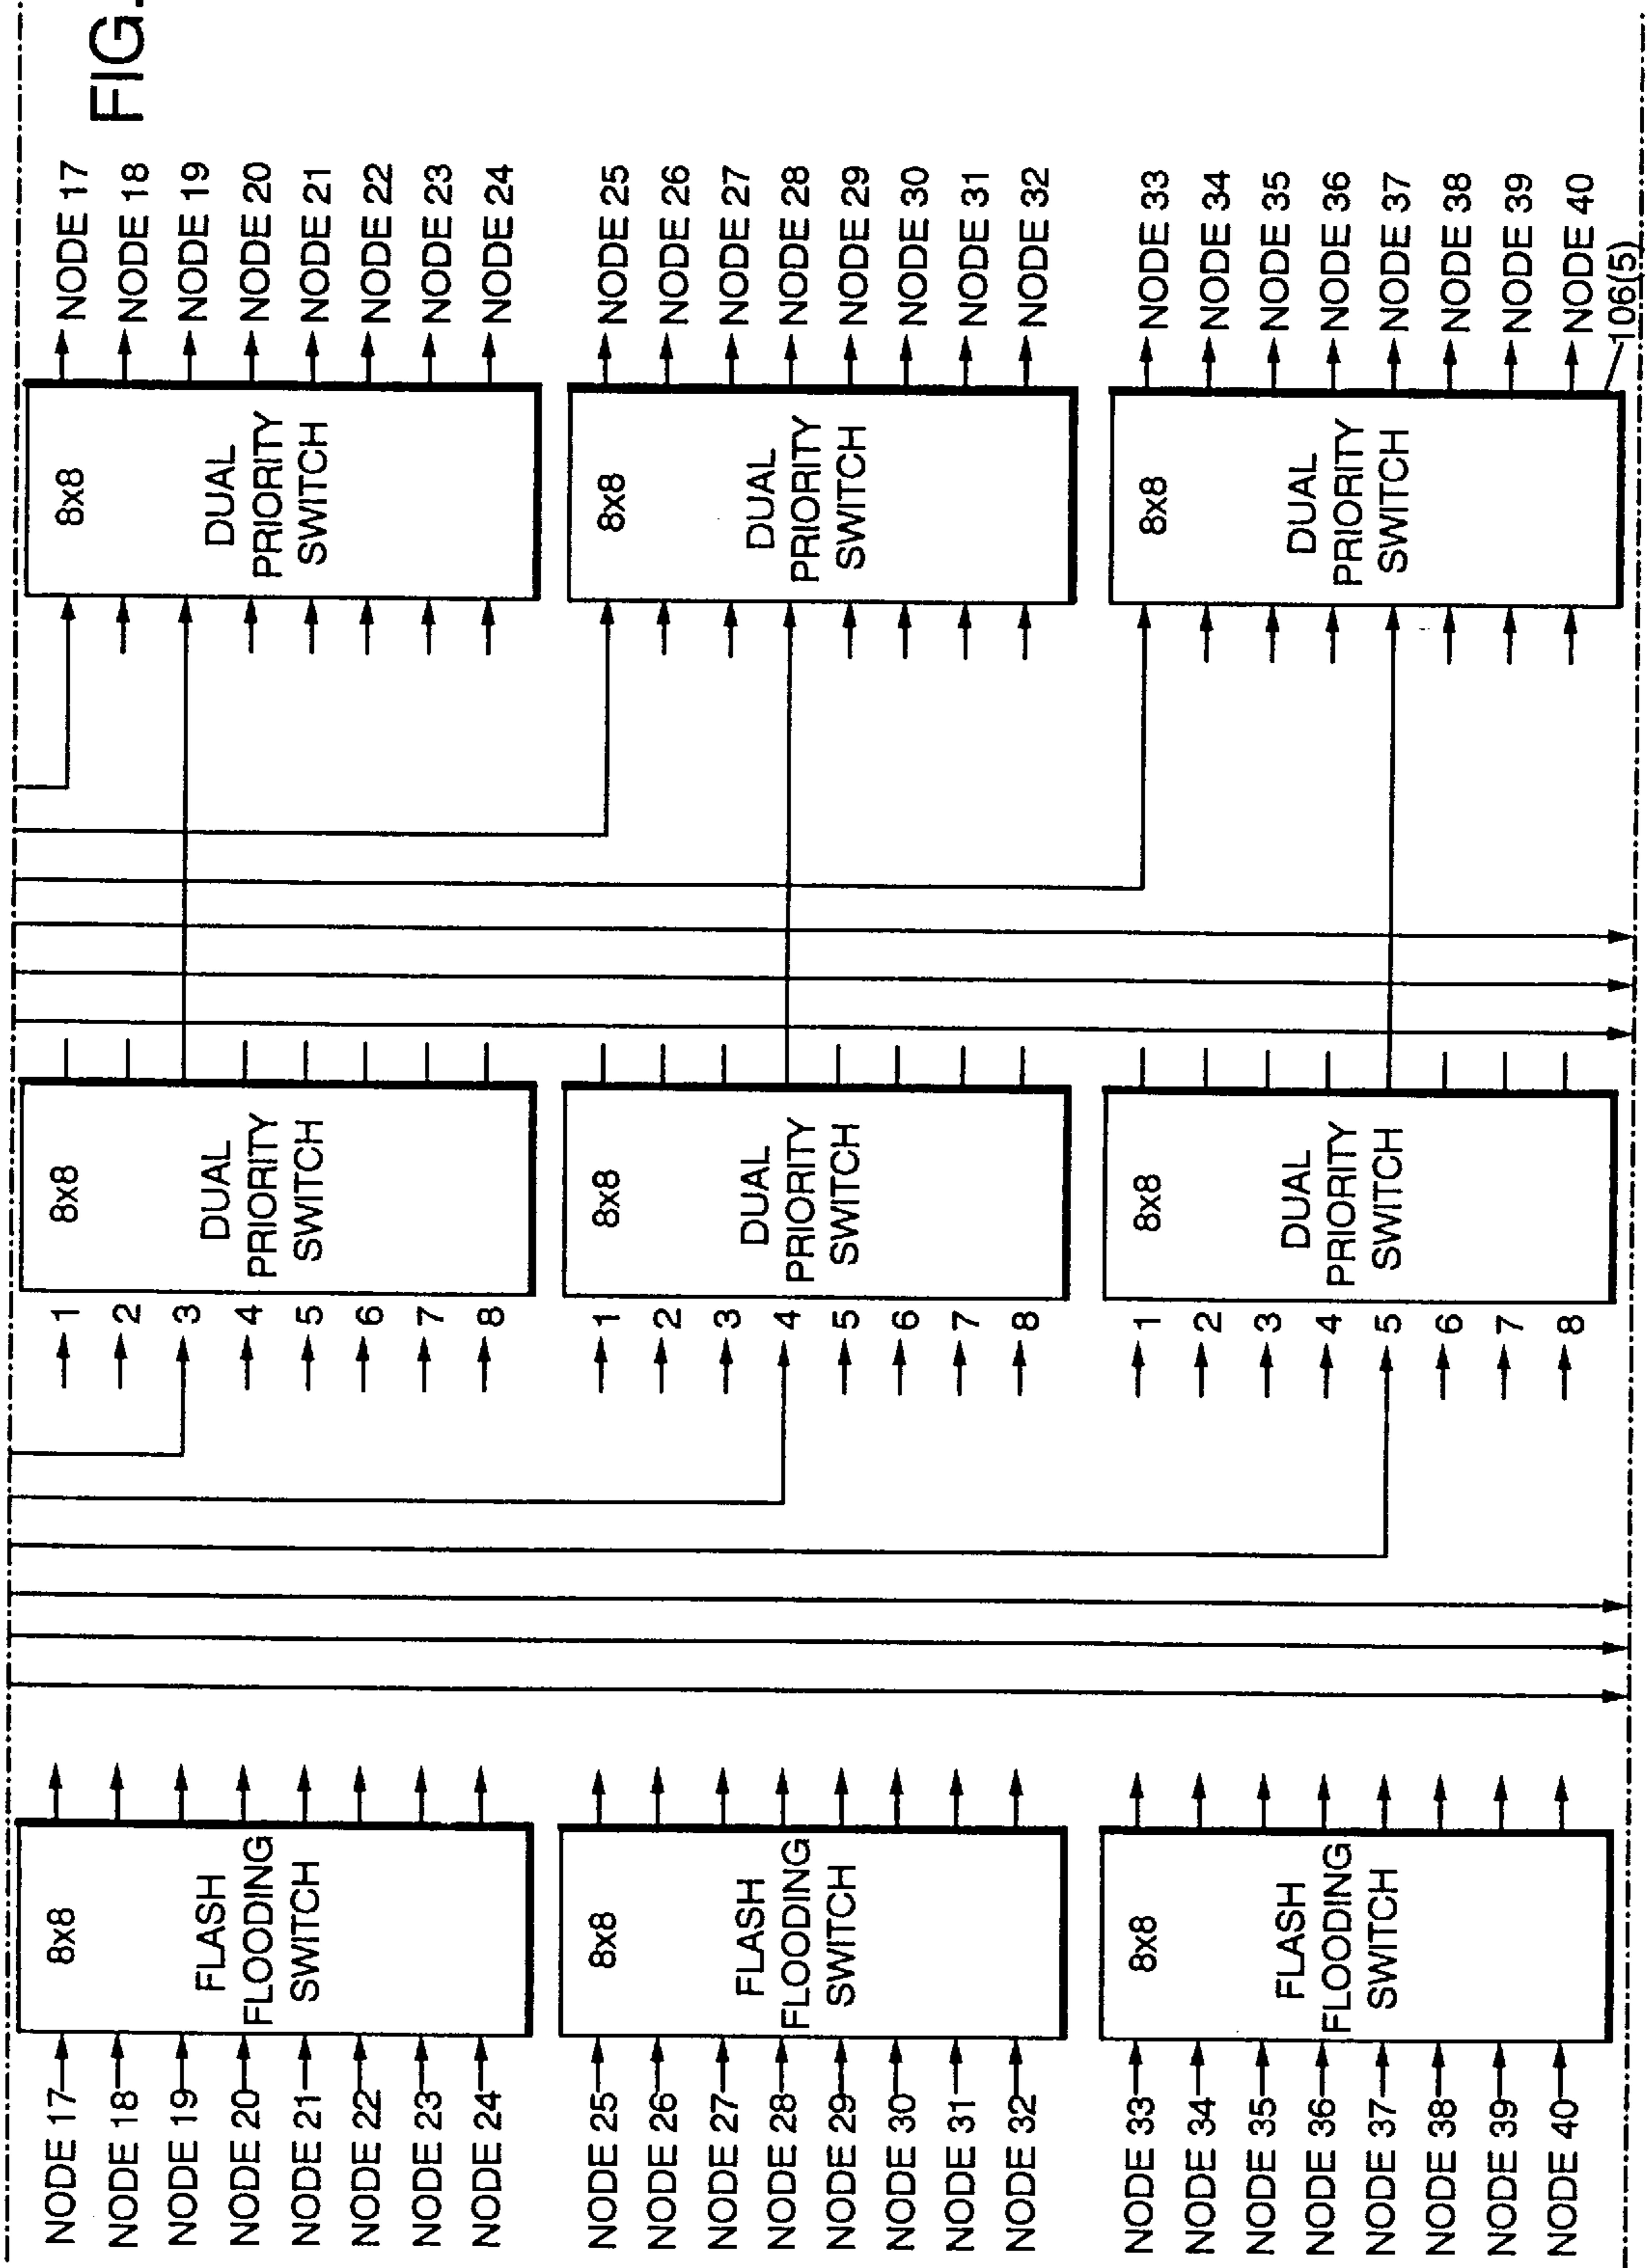 FIG.
NODE 17
NODE 18
NODE 19
NODE 20
NODE 21
NODE 22
NODE 23
NODE 24
8x8
FLASH
FLOODING
SWITCH
1
2
3
4
5
6
7
8
8x8
DUAL
PRIORITY
SWITCH
8x8
DUAL
PRIORITY
SWITCH
NODE 17
NODE 18
NODE 19
NODE 20
NODE 21
NODE 22
NODE 23
NODE 24
NODE 25
NODE 26
NODE 27
NODE 28
NODE 29
NODE 30
NODE 31
NODE 32
8x8
FLASH
FLOODING
SWITCH
1
2
3
4
5
6
7
8
8x8
DUAL
PRIORITY
SWITCH
8x8
DUAL
PRIORITY
SWITCH
NODE 25
NODE 26
NODE 27
NODE 28
NODE 29
NODE 30
NODE 31
NODE 32
NODE 33
NODE 34
NODE 35
NODE 36
NODE 37
NODE 38
NODE 39
NODE 40
8x8
FLASH
FLOODING
SWITCH
1
2
3
4
5
6
7
8
8x8
DUAL
PRIORITY
SWITCH
8x8
DUAL
PRIORITY
SWITCH
NODE 33
NODE 34
NODE 35
NODE 36
NODE 37
NODE 38
NODE 39
NODE 40
106(5)